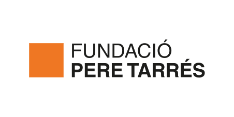 FUNDACIÓ
PERE TARRÉS